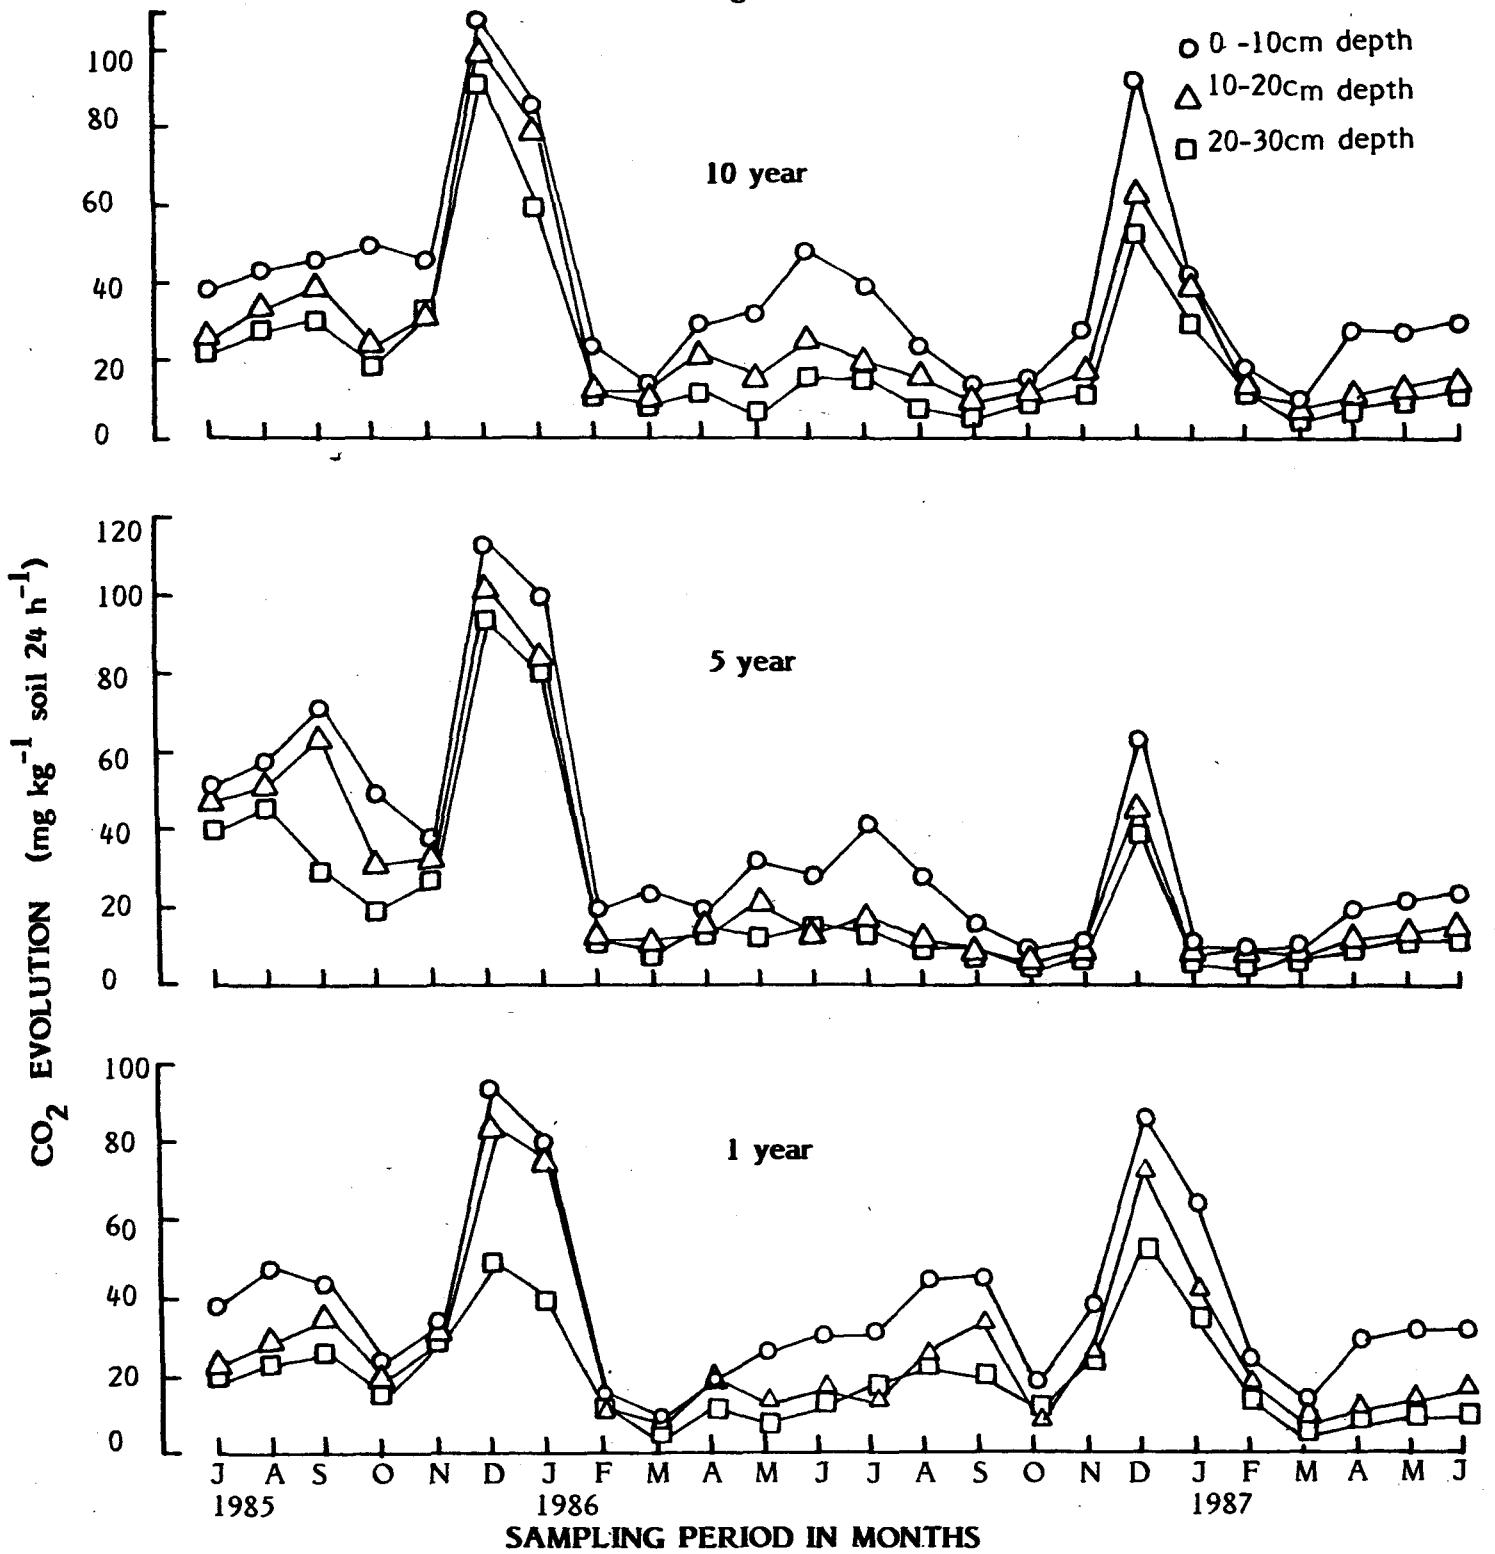 0 -10cm depth
10-20cm depth
20-30cm depth
10 year
100
80
60
40
20
0
5 year
120
100
80
60
40
20
0
1 year
100
80
60
40
20
0
CO2 EVOLUTION (mg kg-1 soil 24 h-1)
J A S O N D J F M A M J J A S O N D J F M A M J
1985 1986 1987
SAMPLING PERIOD IN MONTHS